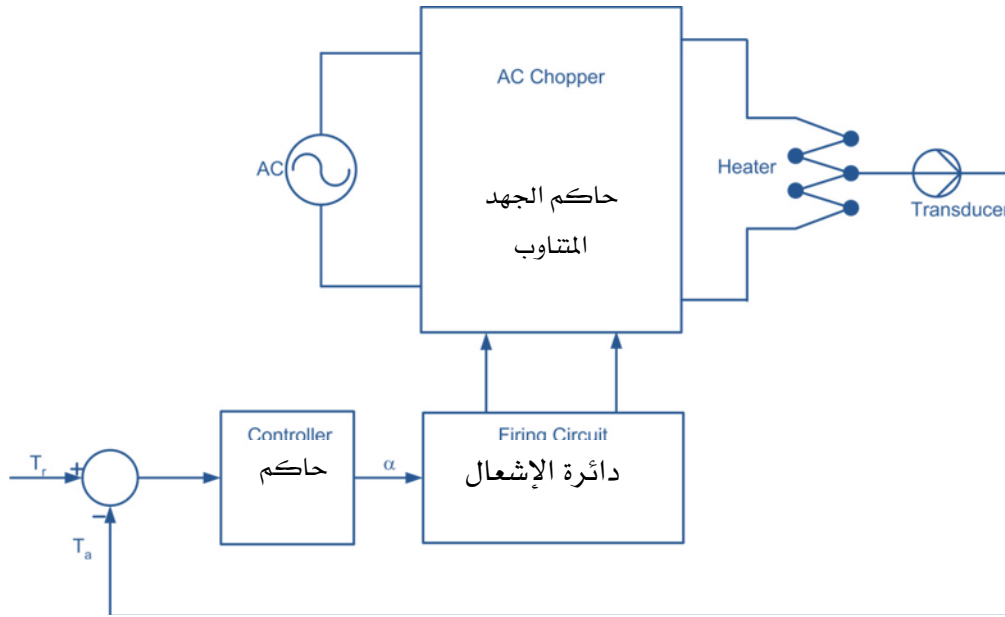 AC Chopper
حاكم الجهد
المتناوب
AC
Heater
Transducer
Controller
حاكم
Firing Circuit
دائرة الإشعال
Tr
+
α
−
Ta